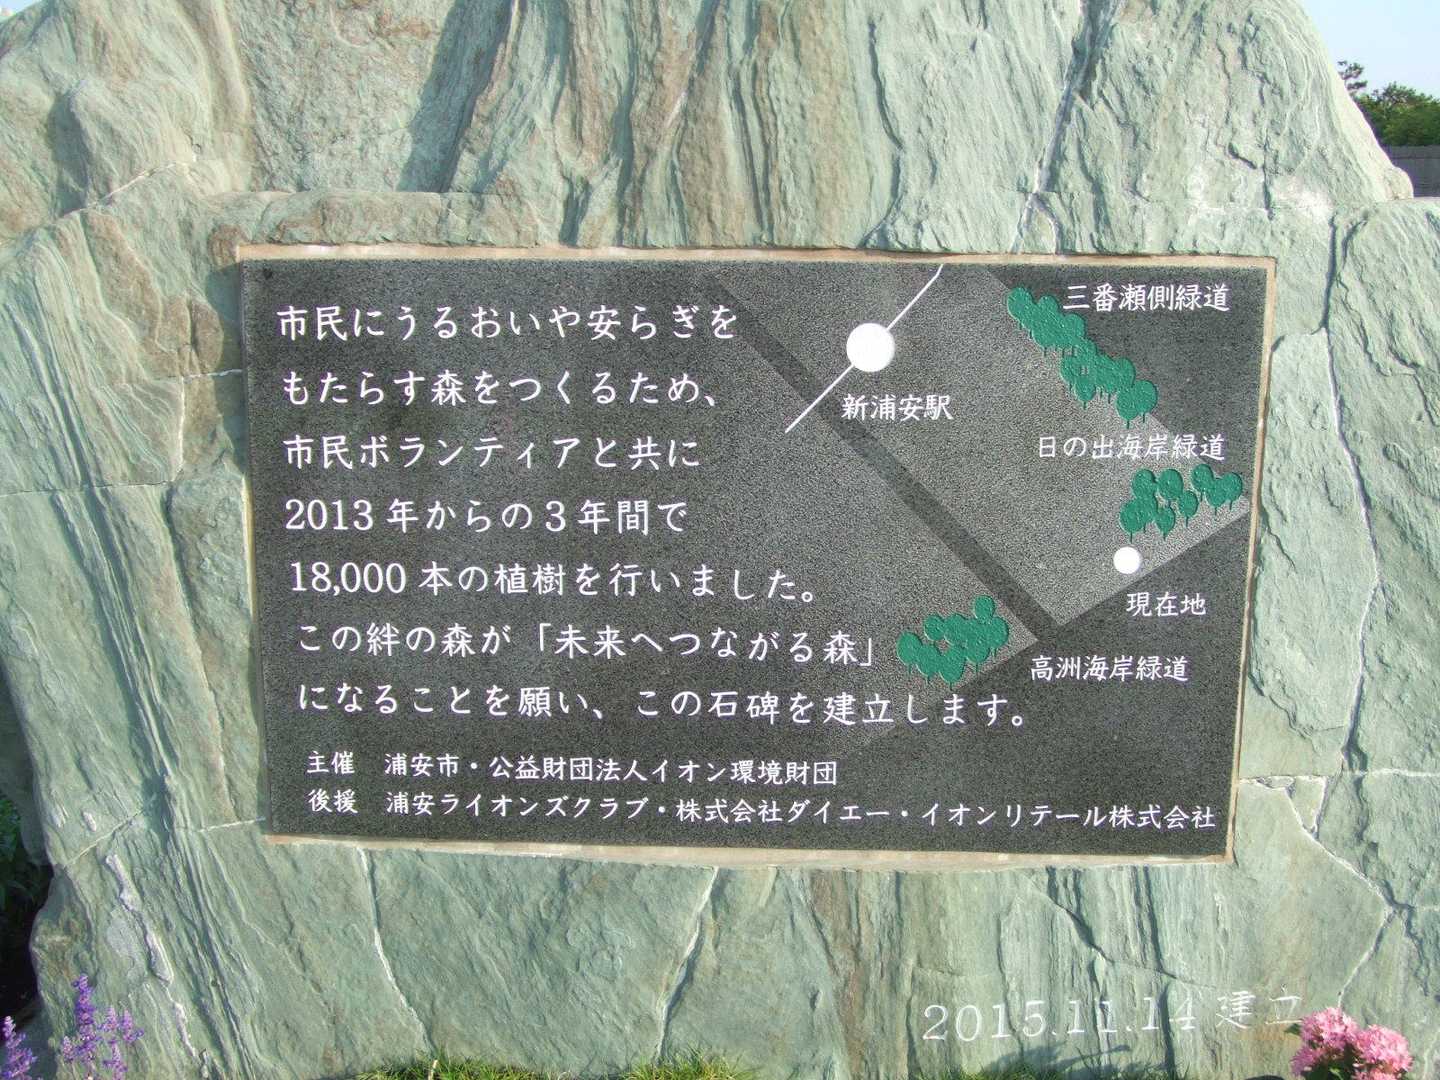 市民にうるおいや安らぎを
もたらす森をつくるため、
市民ボランティアと共に
2013年からの3年間で
18,000本の植樹を行いました。
この絆の森が「未来へつながる森」
になることを願い、この石碑を建立します。
主催 浦安市・公益財団法人イオン環境財団
後援 浦安ライオンズクラブ・株式会社ダイエー・イオンリテール株式会社
三番瀬側緑道
新浦安駅
日の出海岸緑道
現在地
高洲海岸緑道
2015.11.14 建立